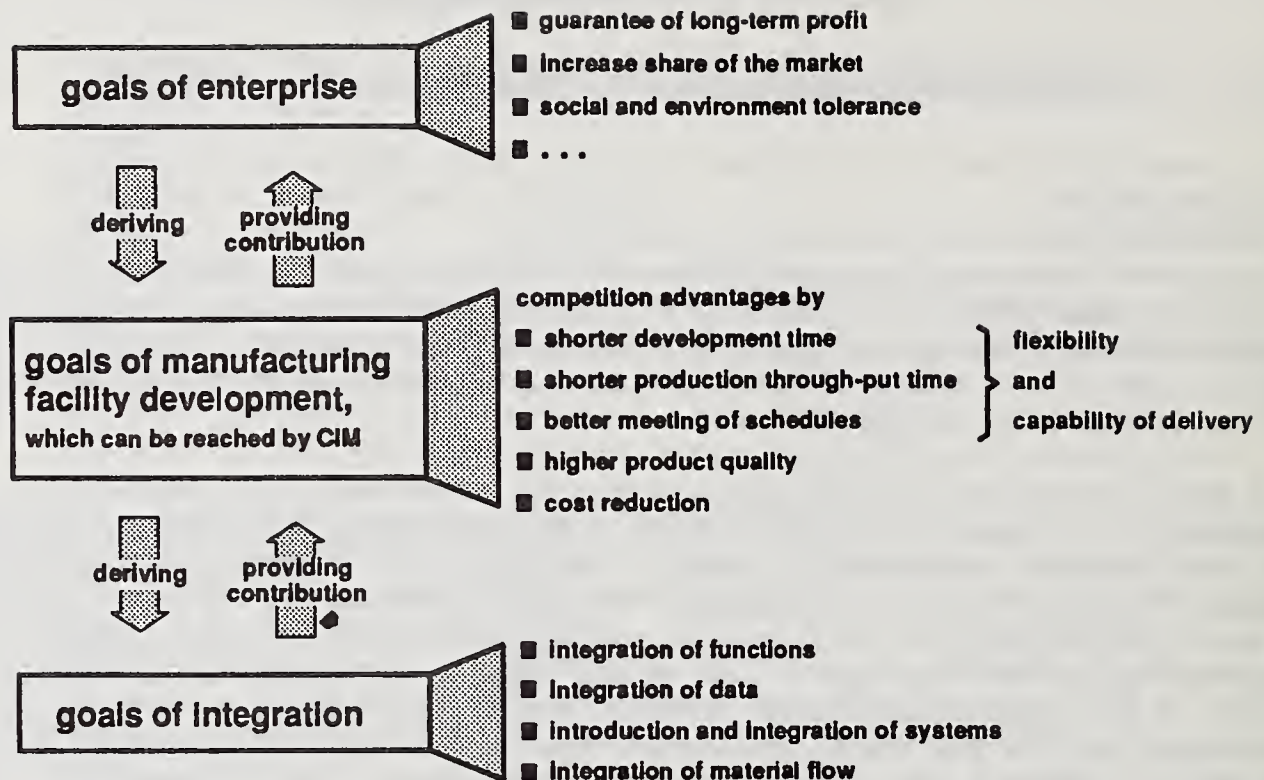 goals of enterprise
■ guarantee of long-term profit
■ increase share of the market
■ social and environment tolerance
■ . . .
deriving
providing
contribution
goals of manufacturing
facility development,
which can be reached by CIM
competition advantages by
■ shorter development time
■ shorter production through-put time
■ better meeting of schedules
■ higher product quality
■ cost reduction
flexibility
and
capability of delivery
deriving
providing
contribution
goals of integration
■ integration of functions
■ integration of data
■ introduction and integration of systems
■ integration of material flow